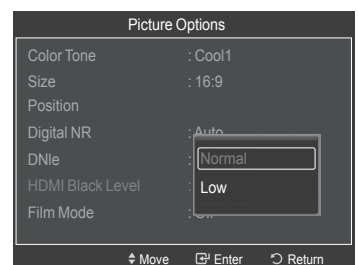 Picture Options
Color Tone : Cool1
Size : 16:9
Position
Digital NR : Auto
DNIe : Normal
HDMI Black Level : Low
Film Mode : Off
Move Enter Return